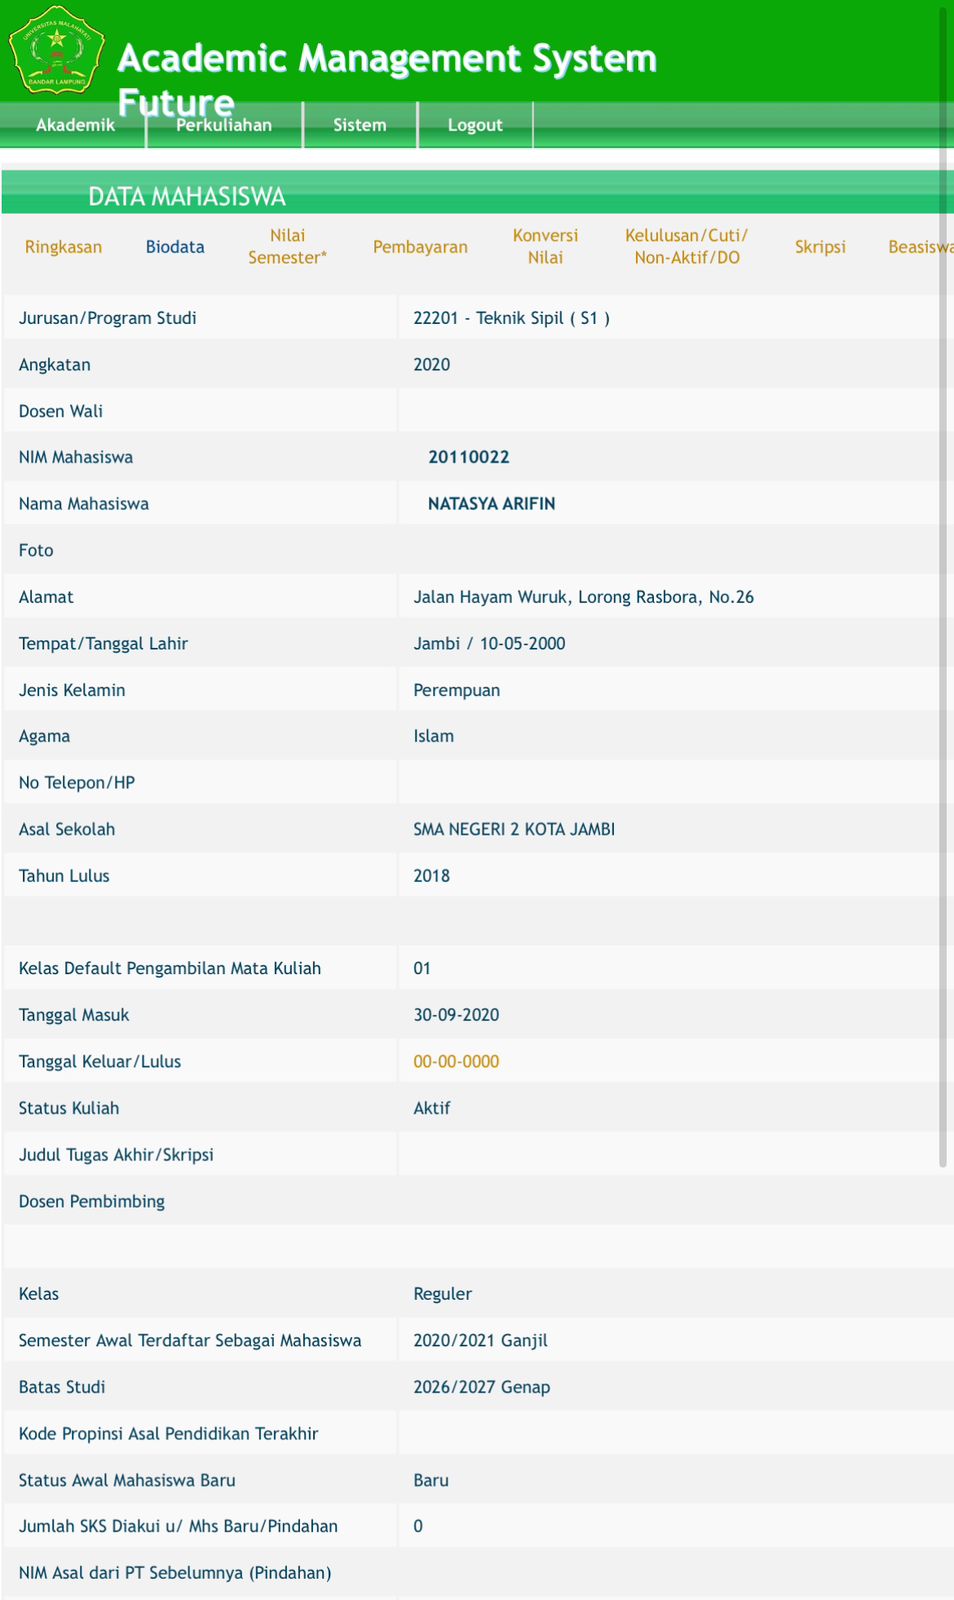 UNIVERSITAS MALAHAYATI
BANDAR LAMPUNG
Academic Management System
Future
Akademik Perkuliahan Sistem Logout
DATA MAHASISWA
Ringkasan Biodata Nilai Semester* Pembayaran Konversi Nilai Kelulusan/Cuti/ Non-Aktif/DO Skripsi Beasiswa
Jurusan/Program Studi 22201 - Teknik Sipil ( S1 )
Angkatan 2020
Dosen Wali
NIM Mahasiswa 20110022
Nama Mahasiswa NATASYA ARIFIN
Foto
Alamat Jalan Hayam Wuruk, Lorong Rasbora, No.26
Tempat/Tanggal Lahir Jambi / 10-05-2000
Jenis Kelamin Perempuan
Agama Islam
No Telepon/HP
Asal Sekolah SMA NEGERI 2 KOTA JAMBI
Tahun Lulus 2018
Kelas Default Pengambilan Mata Kuliah 01
Tanggal Masuk 30-09-2020
Tanggal Keluar/Lulus 00-00-0000
Status Kuliah Aktif
Judul Tugas Akhir/Skripsi
Dosen Pembimbing
Kelas Reguler
Semester Awal Terdaftar Sebagai Mahasiswa 2020/2021 Ganjil
Batas Studi 2026/2027 Genap
Kode Propinsi Asal Pendidikan Terakhir
Status Awal Mahasiswa Baru Baru
Jumlah SKS Diakui u/ Mhs Baru/Pindahan 0
NIM Asal dari PT Sebelumnya (Pindahan)